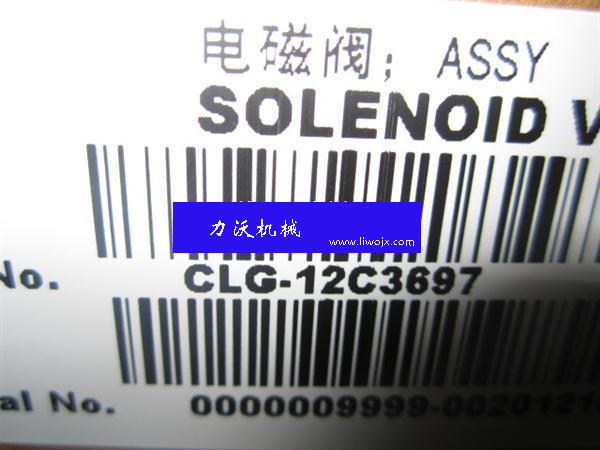 电磁阀; ASSY
SOLENOID V
力沃机械
www.liwojx.com
No. CLG-12C3697
al No. 0000009999-0020121